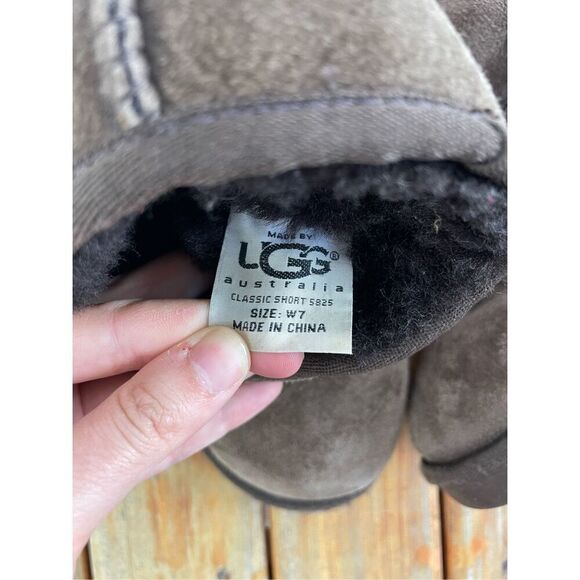 MADE BY
UGG®
australia
CLASSIC SHORT 5825
SIZE: W7
MADE IN CHINA